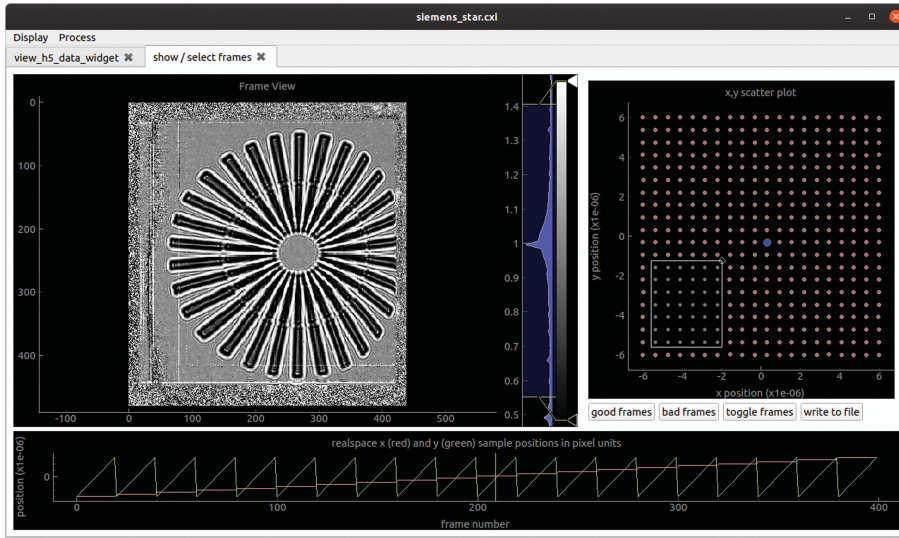 siemens_star.cxi
Display Process
view_h5_data_widget show / select frames
Frame View
0
100
200
300
400
-100 0 100 200 300 400 500
1.4
1.3
1.2
1.1
1
0.9
0.8
0.7
0.6
0.5
x,y scatter plot
y position (x1e-06)
6
4
2
0
-2
-4
-6
-6 -4 -2 0 2 4 6
x position (x1e-06)
good frames bad frames toggle frames write to file
realspace x (red) and y (green) sample positions in pixel units
position (x1e-06)
0
0 100 200 300 400
frame number